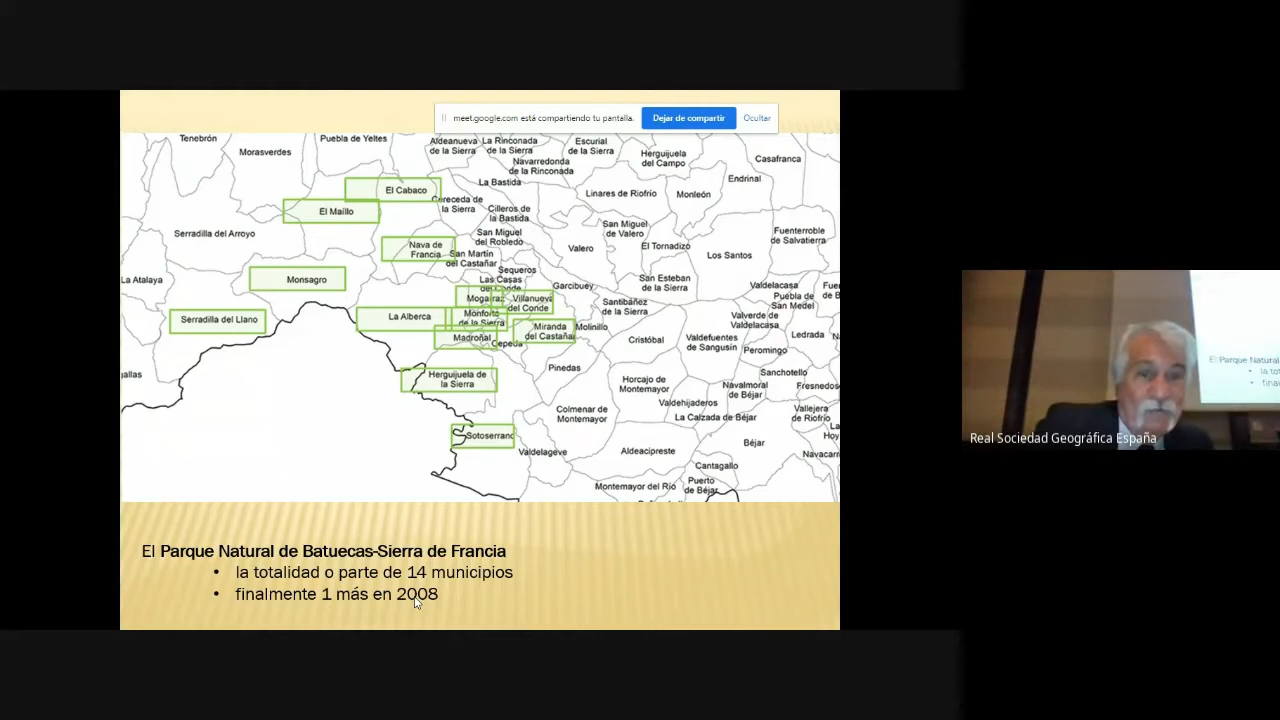 meet.google.com está compartiendo tu pantalla.
Dejar de compartir
Ocultar
Tenebrón
Puebla de Yeltes
Morasverdes
Aldeanueva
de la Sierra
La Rinconada
de la Sierra
Escurial
de la Sierra
Navarredonda
de la Rinconada
Herguijuela
del Campo
Casafranca
Endrinal
La Bastida
El Cabaco
Cereceda de
la Sierra
Linares de Riofrío
Monleón
El Maíllo
Cilleros de
la Bastida
Serradilla del Arroyo
San Miguel
del Robledo
San Miguel
de Valero
Fuenterroble
de Salvatierra
Nava de
Francia
San Martín
del Castañar
Valero
El Tornadizo
Los Santos
Sequeros
La Atalaya
Monsagro
Las Casas
del Conde
Garcibuey
San Esteban
de la Sierra
Valdelacasa
Puebla de
San Medel
Mogarraz
Villanueva
del Conde
Santibáñez
de la Sierra
Serradilla del Llano
La Alberca
Monforte
de la Sierra
Miranda
del Castañar
Molinillo
Valverde de
Valdelacasa
Madroñal
Cepeda
Cristóbal
Valdefuentes
de Sangusín
Ledrada
Peromingo
Pinedas
Sanchotello
Herguijuela de
la Sierra
Horcajo de
Montemayor
Navalmoral
de Béjar
Valdehijaderos
Colmenar de
Montemayor
La Calzada de Béjar
Vallejera
de Riofrío
Sotoserrano
Valdelageve
Aldeacipreste
Béjar
Cantagallo
Montemayor del Río
Puerto
de Béjar
El Parque Natural de Batuecas-Sierra de Francia
• la totalidad o parte de 14 municipios
• finalmente 1 más en 2008
El Parque Natural
Real Sociedad Geográfica España